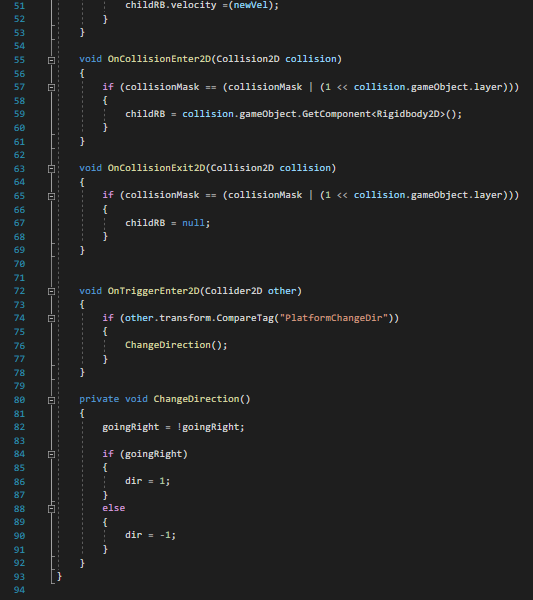 51 childRB.velocity =(newVel);
52 }
53 }
54
55 void OnCollisionEnter2D(Collision2D collision)
56 {
57 if (collisionMask == (collisionMask | (1 << collision.gameObject.layer)))
58 {
59 childRB = collision.gameObject.GetComponent<Rigidbody2D>();
60 }
61 }
62
63 void OnCollisionExit2D(Collision2D collision)
64 {
65 if (collisionMask == (collisionMask | (1 << collision.gameObject.layer)))
66 {
67 childRB = null;
68 }
69 }
70
71
72 void OnTriggerEnter2D(Collider2D other)
73 {
74 if (other.transform.CompareTag("PlatformChangeDir"))
75 {
76 ChangeDirection();
77 }
78 }
79
80 private void ChangeDirection()
81 {
82 goingRight = !goingRight;
83
84 if (goingRight)
85 {
86 dir = 1;
87 }
88 else
89 {
90 dir = -1;
91 }
92 }
93 }
94